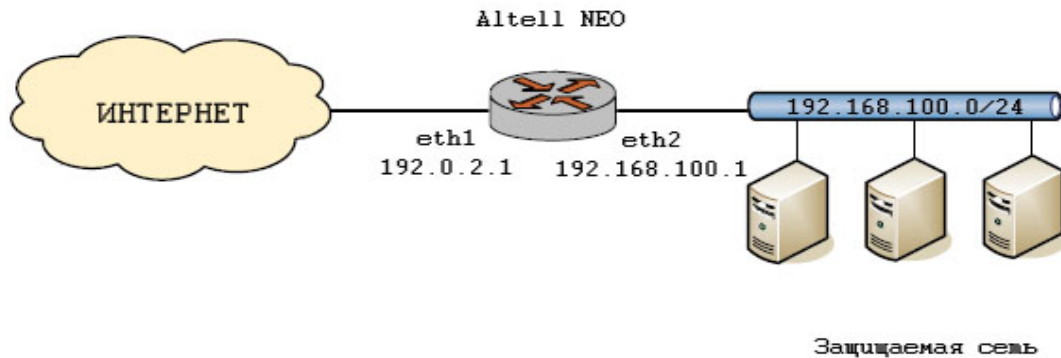 Altell NEO
ИНТЕРНЕТ
192.168.100.0/24
eth1
eth2
192.0.2.1
192.168.100.1
Защищаемая сеть